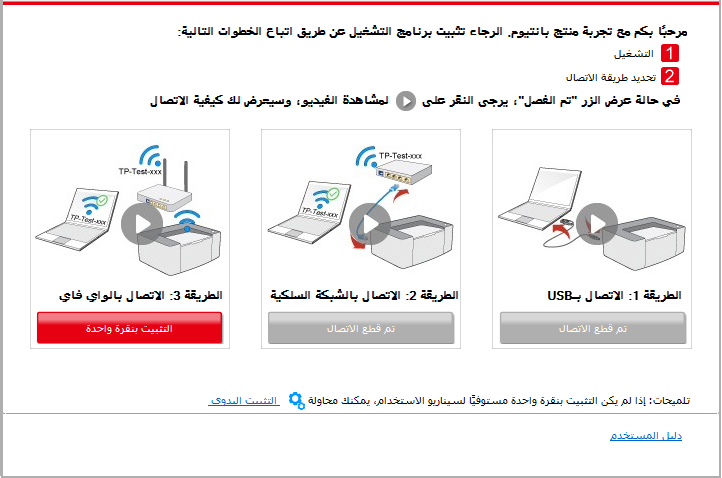 مرحبًا بكم مع تجربة منتج بانتيوم. الرجاء تثبيت برنامج التشغيل عن طريق اتباع الخطوات التالية:
1 التشغيل
2 تحديد طريقة الاتصال
في حالة عرض الزر "تم الفصل"، يرجى النقر على لمشاهدة الفيديو، وسيعرض لك كيفية الاتصال
TP-Test-xxx
TP-Test-xxx
الطريقة 1: الاتصال بـUSB
تم قطع الاتصال
TP-Test-xxx
TP-Test-xxx
الطريقة 2: الاتصال بالشبكة السلكية
تم قطع الاتصال
الطريقة 3: الاتصال بالواي فاي
التثبيت بنقرة واحدة
تلميحات: إذا لم يكن التثبيت بنقرة واحدة مستوفيًا لسيناريو الاستخدام، يمكنك محاولة التثبيت اليدوي
دليل المستخدم